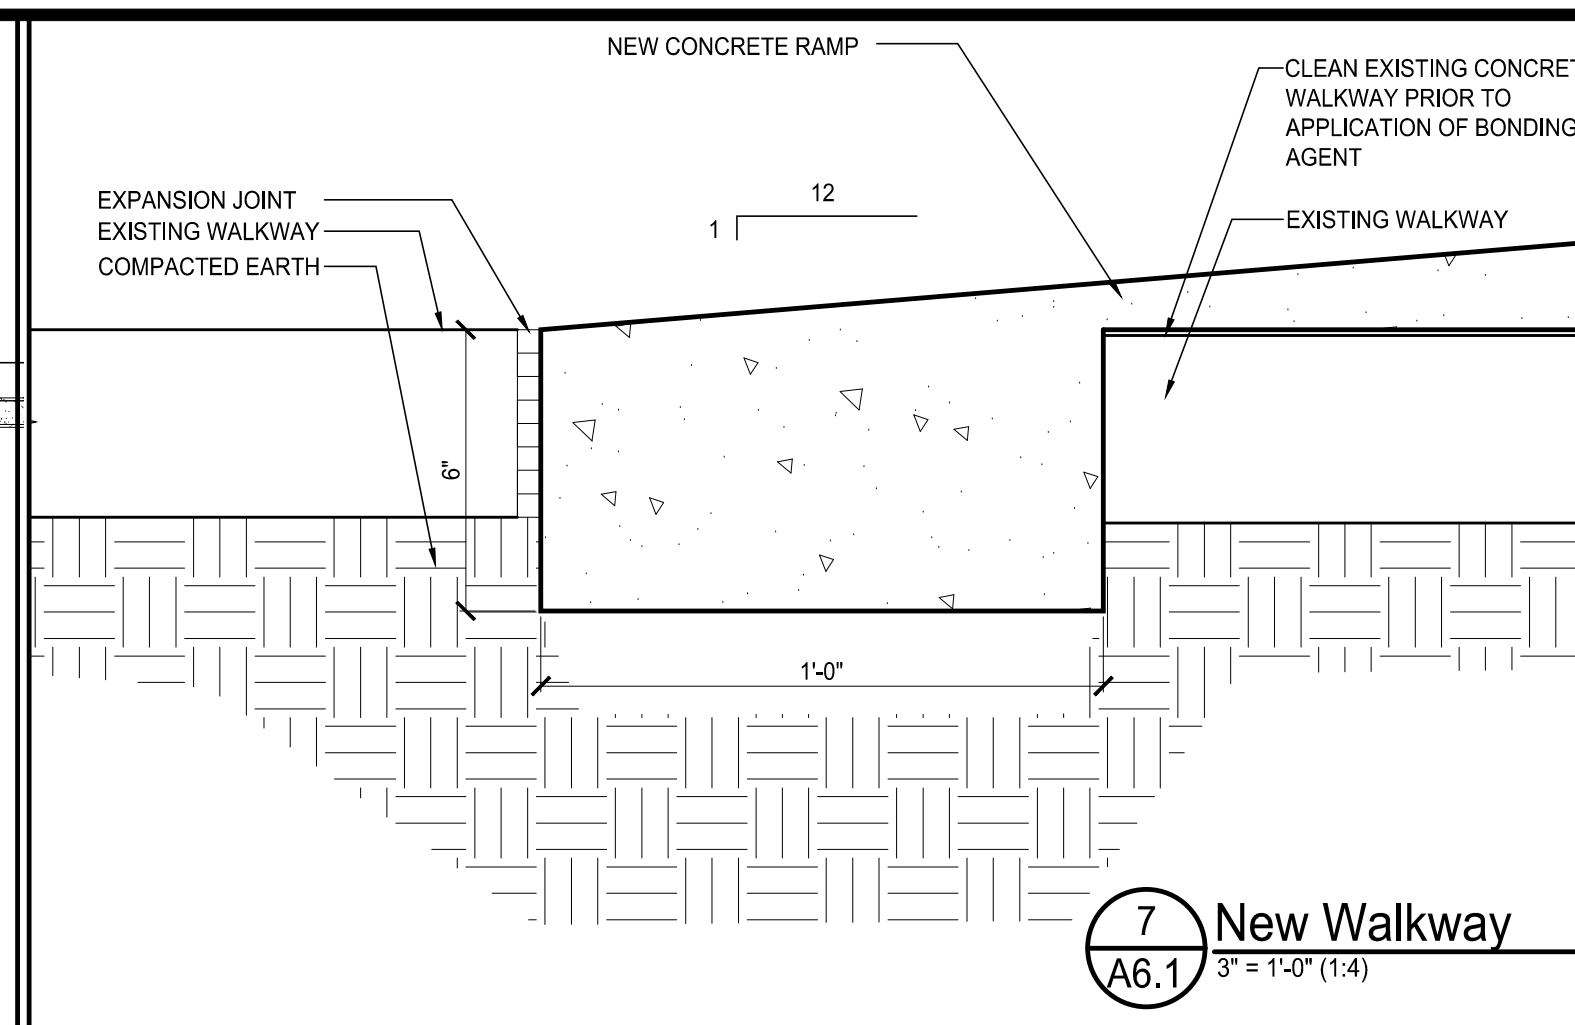 NEW CONCRETE RAMP
CLEAN EXISTING CONCRET
WALKWAY PRIOR TO
APPLICATION OF BONDING
AGENT
EXPANSION JOINT
EXISTING WALKWAY
COMPACTED EARTH
12
1
EXISTING WALKWAY
6"
1'-0"
7
A6.1
New Walkway
3" = 1'-0" (1:4)